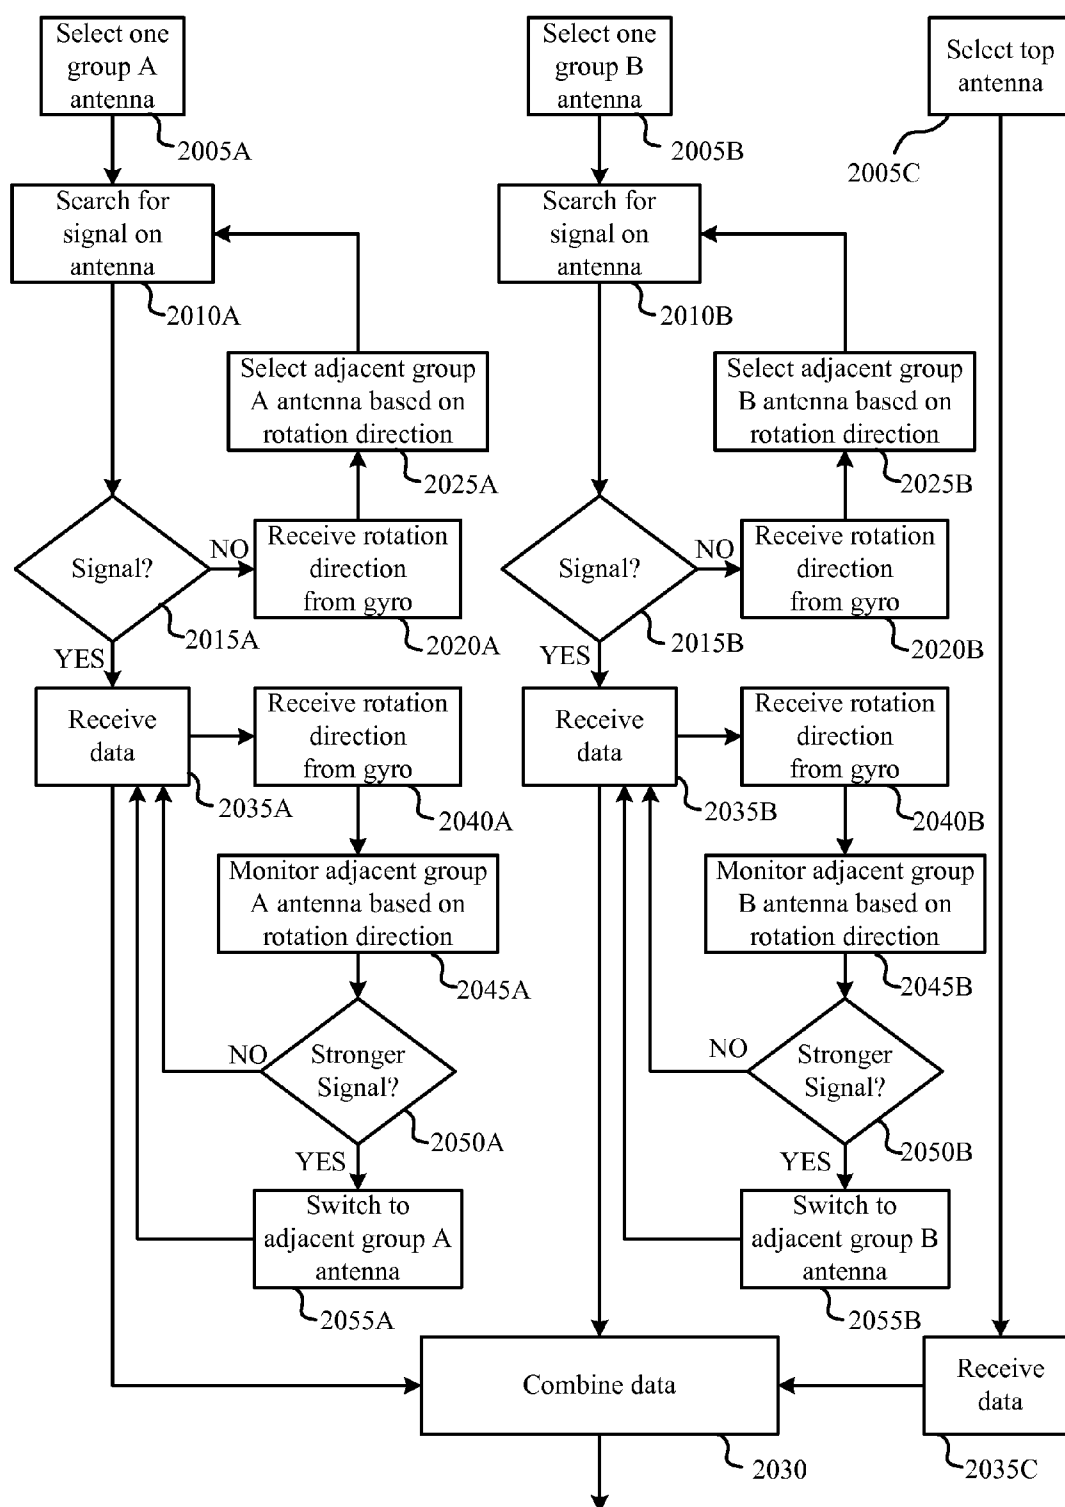 Select one
group A
antenna
2005A
Select one
group B
antenna
2005B
Select top
antenna
2005C
Search for
signal on
antenna
2010A
Search for
signal on
antenna
2010B
Select adjacent group
A antenna based on
rotation direction
2025A
Select adjacent group
B antenna based on
rotation direction
2025B
Signal?
NO
2015A
YES
Receive rotation
direction
from gyro
2020A
Signal?
NO
2015B
YES
Receive rotation
direction
from gyro
2020B
Receive
data
2035A
Receive rotation
direction
from gyro
2040A
Receive
data
2035B
Receive rotation
direction
from gyro
2040B
Monitor adjacent group
A antenna based on
rotation direction
2045A
Monitor adjacent group
B antenna based on
rotation direction
2045B
NO
Stronger
Signal?
2050A
YES
NO
Stronger
Signal?
2050B
YES
Switch to
adjacent group A
antenna
2055A
Switch to
adjacent group B
antenna
2055B
Combine data
2030
Receive
data
2035C